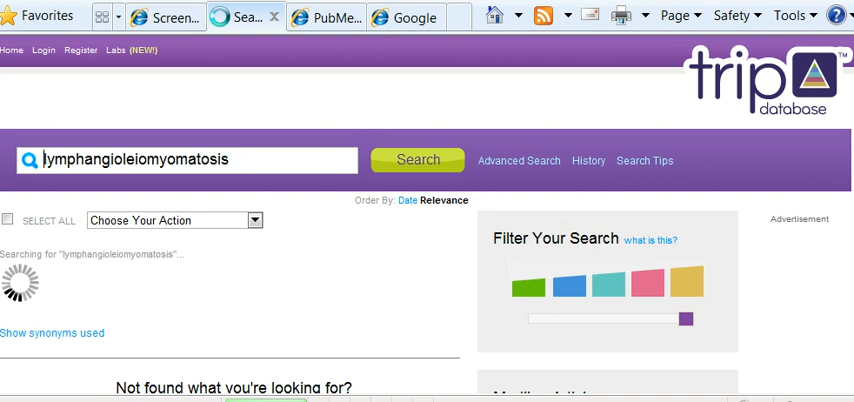 Favorites
Screen...
Sea...
PubMe...
Google
Page
Safety
Tools
Home Login Register Labs (NEW!)
trip database TM
lymphangioleiomyomatosis
Search
Advanced Search History Search Tips
Order By: Date Relevance
SELECT ALL
Choose Your Action
Advertisement
Filter Your Search what is this?
Searching for "lymphangioleiomyomatosis"...
Show synonyms used
Not found what you're looking for?